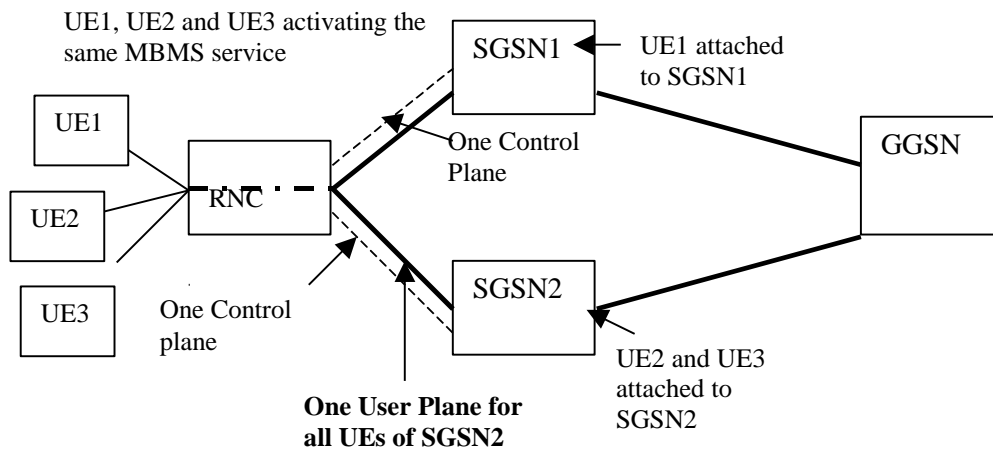 UE1, UE2 and UE3 activating the
same MBMS service
SGSN1
UE1 attached
to SGSN1
UE1
One Control
Plane
GGSN
RNC
UE2
SGSN2
UE3
One Control
plane
UE2 and UE3
attached to
SGSN2
One User Plane for
all UEs of SGSN2